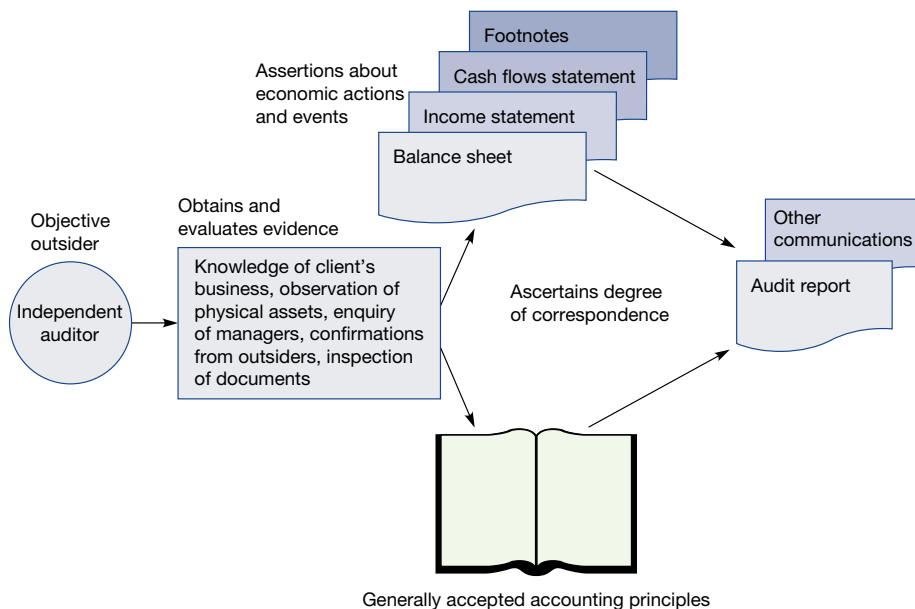 Footnotes
Cash flows statement
Income statement
Balance sheet
Assertions about
economic actions
and events
Objective
outsider
Independent
auditor
Obtains and
evaluates evidence
Knowledge of client's
business, observation of
physical assets, enquiry
of managers, confirmations
from outsiders, inspection
of documents
Ascertains degree
of correspondence
Other
communications
Audit report
Generally accepted accounting principles